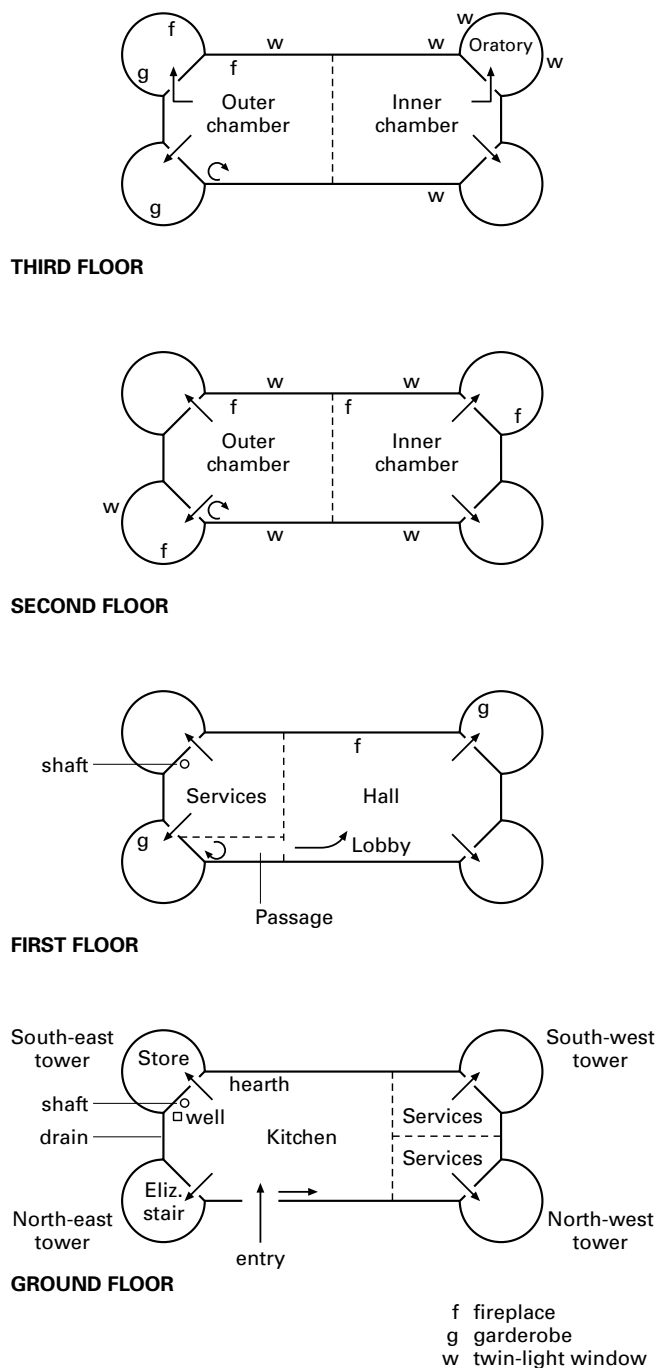 w
f
w
w
Oratory
g
f
w
Outer
chamber
Inner
chamber
g
w
THIRD FLOOR
w
w
f
f
f
Outer
chamber
Inner
chamber
w
f
w
w
SECOND FLOOR
g
f
shaft
Services
Hall
g
Lobby
Passage
FIRST FLOOR
South-east
tower
Store
South-west
tower
hearth
shaft
well
Services
drain
Kitchen
Services
Eliz.
stair
North-east
tower
North-west
tower
entry
GROUND FLOOR
f fireplace
g garderobe
w twin-light window